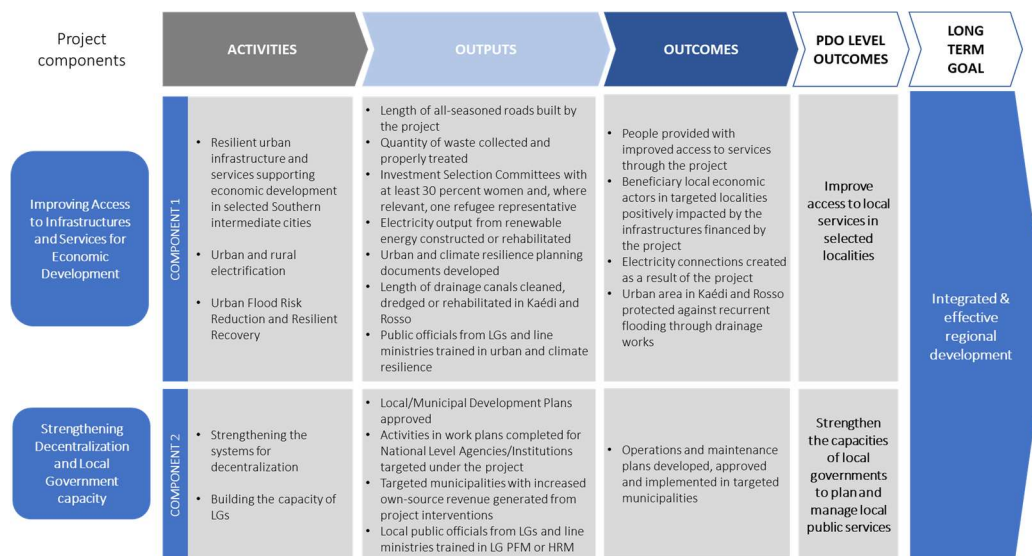 Project
components
ACTIVITIES
OUTPUTS
OUTCOMES
PDO LEVEL
OUTCOMES
LONG
TERM
GOAL
Improving Access
to Infrastructures
and Services for
Economic
Development
COMPONENT 1
• Resilient urban
infrastructure and
services supporting
economic development
in selected Southern
intermediate cities
• Urban and rural
electrification
• Urban Flood Risk
Reduction and Resilient
Recovery
• Length of all-seasoned roads built by
the project
• Quantity of waste collected and
properly treated
• Investment Selection Committees with
at least 30 percent women and, where
relevant, one refugee representative
• Electricity output from renewable
energy constructed or rehabilitated
• Urban and climate resilience planning
documents developed
• Length of drainage canals cleaned,
dredged or rehabilitated in Kaédi and
Rosso
• Public officials from LGs and line
ministries trained in urban and climate
resilience
• People provided with
improved access to services
through the project
• Beneficiary local economic
actors in targeted localities
positively impacted by the
infrastructures financed by
the project
• Electricity connections created
as a result of the project
• Urban area in Kaédi and Rosso
protected against recurrent
flooding through drainage
works
Improve
access to local
services in
selected
localities
Integrated &
effective
regional
development
Strengthening
Decentralization
and Local
Government
capacity
COMPONENT 2
• Strengthening the
systems for
decentralization
• Building the capacity of
LGs
• Local/Municipal Development Plans
approved
• Activities in work plans completed for
National Level Agencies/Institutions
targeted under the project
• Targeted municipalities with increased
own-source revenue generated from
project interventions
• Local public officials from LGs and line
ministries trained in LG PFM or HRM
• Operations and maintenance
plans developed, approved
and implemented in targeted
municipalities
Strengthen
the capacities
of local
governments
to plan and
manage local
public services